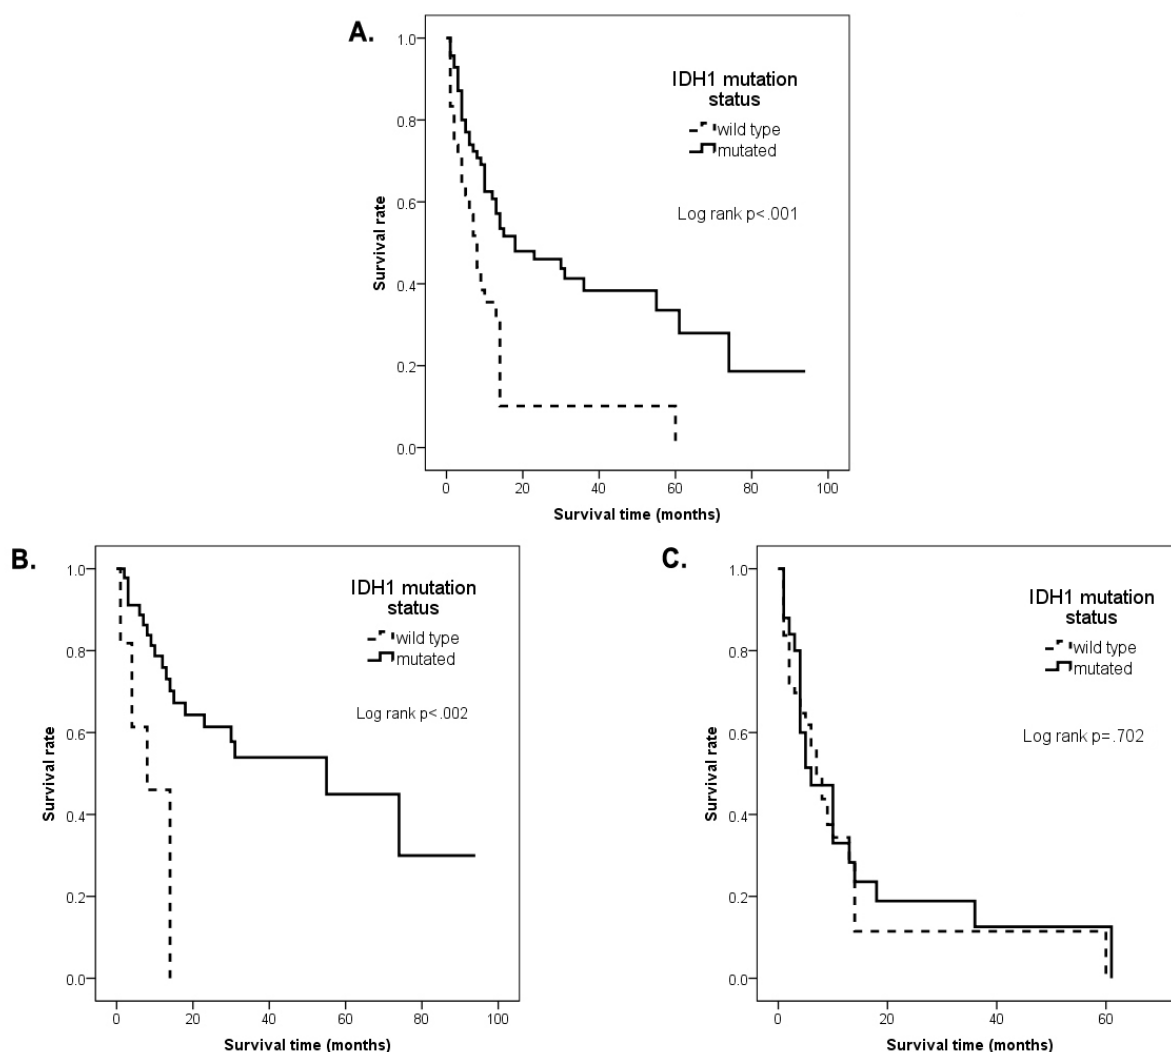 A.
IDH1 mutation
status
wild type
mutated
Log rank p<.001
1.0
0.8
0.6
0.4
0.2
0.0
Survival rate
0 20 40 60 80 100
Survival time (months)
B.
IDH1 mutation
status
wild type
mutated
Log rank p<.002
1.0
0.8
0.6
0.4
0.2
0.0
Survival rate
0 20 40 60 80 100
Survival time (months)
C.
IDH1 mutation
status
wild type
mutated
Log rank p=.702
1.0
0.8
0.6
0.4
0.2
0.0
Survival rate
0 20 40 60
Survival time (months)